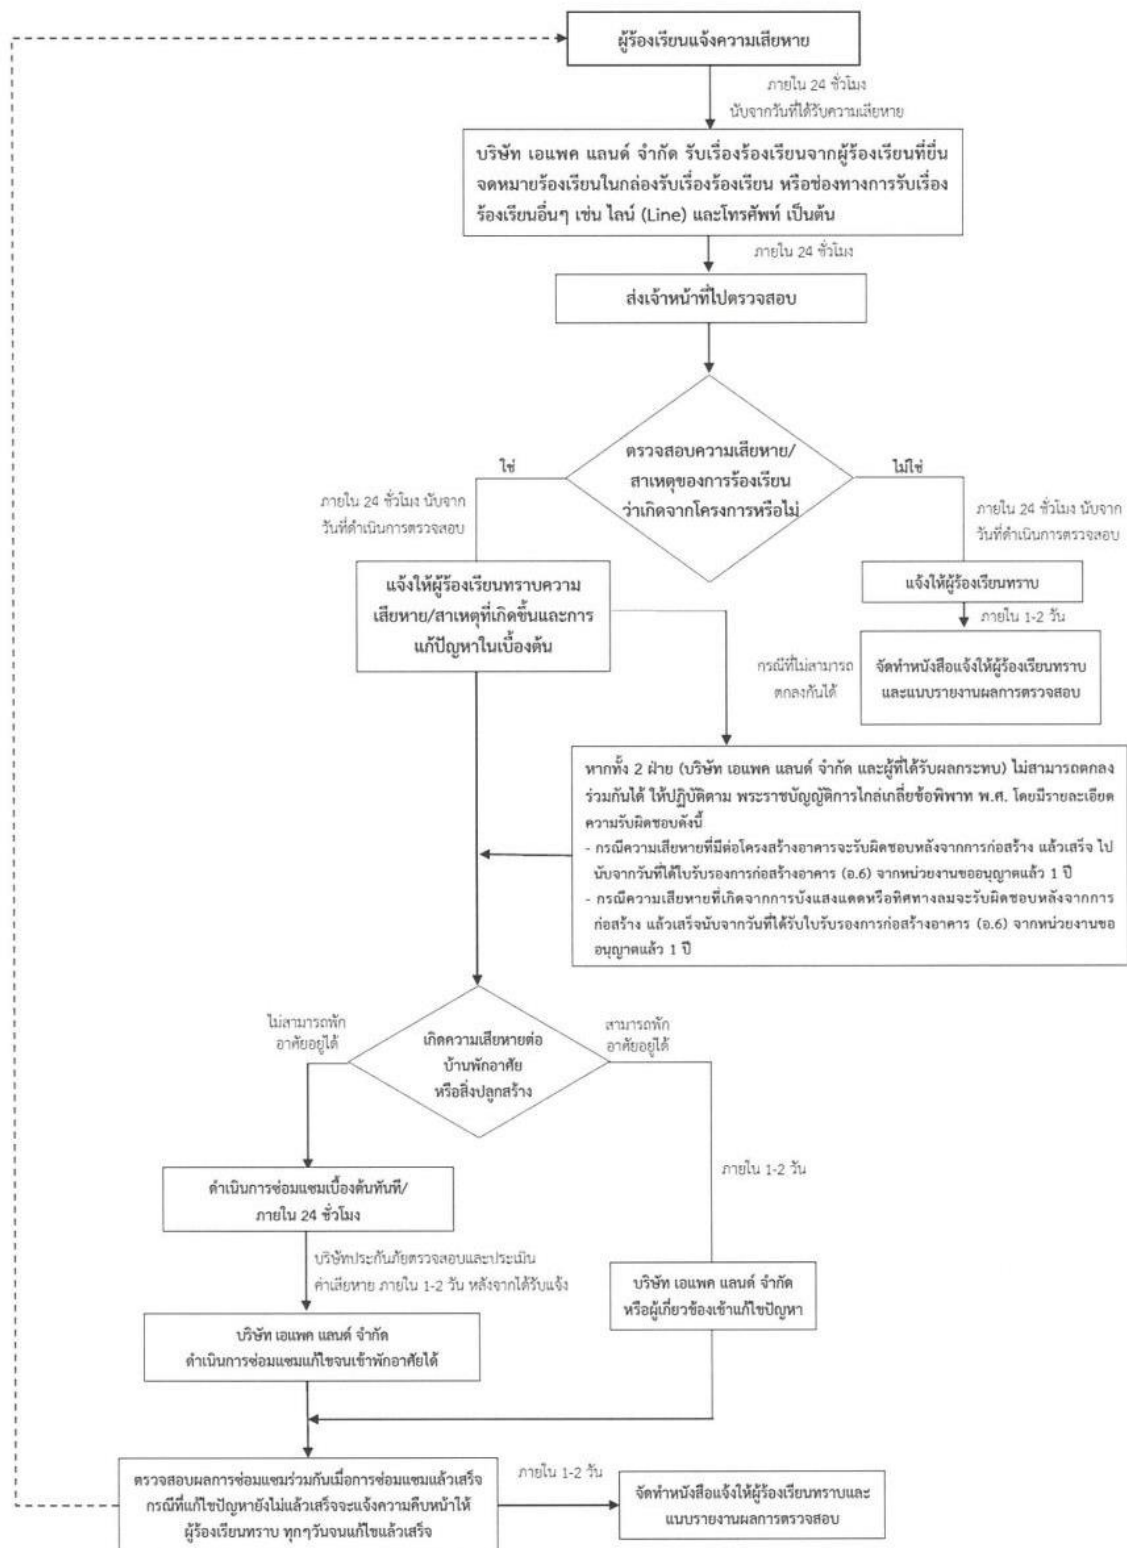 ผู้ร้องเรียนแจ้งความเสียหาย
ภายใน 24 ชั่วโมง
นับจากวันที่ได้รับความเสียหาย
บริษัท เอแพค แลนด์ จำกัด รับเรื่องร้องเรียนจากผู้ร้องเรียนที่ยื่น
จดหมายร้องเรียนในกล่องรับเรื่องร้องเรียน หรือช่องทางการรับเรื่อง
ร้องเรียนอื่นๆ เช่น ไลน์ (Line) และโทรศัพท์ เป็นต้น
ภายใน 24 ชั่วโมง
ส่งเจ้าหน้าที่ไปตรวจสอบ
ตรวจสอบความเสียหาย/
สาเหตุของการร้องเรียน
ว่าเกิดจากโครงการหรือไม่
ใช่
ไม่ใช่
ภายใน 24 ชั่วโมง นับจาก
วันที่ดำเนินการตรวจสอบ
ภายใน 24 ชั่วโมง นับจาก
วันที่ดำเนินการตรวจสอบ
แจ้งให้ผู้ร้องเรียนทราบความ
เสียหาย/สาเหตุที่เกิดขึ้นและการ
แก้ปัญหาในเบื้องต้น
แจ้งให้ผู้ร้องเรียนทราบ
ภายใน 1-2 วัน
กรณีที่ไม่สามารถ
ตกลงกันได้
จัดทำหนังสือแจ้งให้ผู้ร้องเรียนทราบ
และแนบรายงานผลการตรวจสอบ
หากทั้ง 2 ฝ่าย (บริษัท เอแพค แลนด์ จำกัด และผู้ที่ได้รับผลกระทบ) ไม่สามารถตกลง
ร่วมกันได้ ให้ปฏิบัติตาม พระราชบัญญัติการไกล่เกลี่ยข้อพิพาท พ.ศ. โดยมีรายละเอียด
ความรับผิดชอบดังนี้
- กรณีความเสียหายที่มีต่อโครงสร้างอาคารจะรับผิดชอบหลังจากการก่อสร้าง แล้วเสร็จ ไป
นับจากวันที่ได้ใบรับรองการก่อสร้างอาคาร (อ.6) จากหน่วยงานขออนุญาตแล้ว 1 ปี
- กรณีความเสียหายที่เกิดจากการบังแสงแดดหรือทิศทางลมจะรับผิดชอบหลังจากการ
ก่อสร้าง แล้วเสร็จนับจากวันที่ได้รับใบรับรองการก่อสร้างอาคาร (อ.6) จากหน่วยงานขอ
อนุญาตแล้ว 1 ปี
ไม่สามารถพัก
อาศัยอยู่ได้
เกิดความเสียหายต่อ
บ้านพักอาศัย
หรือสิ่งปลูกสร้าง
สามารถพัก
อาศัยอยู่ได้
ภายใน 1-2 วัน
ดำเนินการซ่อมแซมเบื้องต้นทันที/
ภายใน 24 ชั่วโมง
บริษัทประกันภัยตรวจสอบและประเมิน
ค่าเสียหาย ภายใน 1-2 วัน หลังจากได้รับแจ้ง
บริษัท เอแพค แลนด์ จำกัด
หรือผู้เกี่ยวข้องเข้าแก้ไขปัญหา
บริษัท เอแพค แลนด์ จำกัด
ดำเนินการซ่อมแซมแก้ไขจนเข้าพักอาศัยได้
ตรวจสอบผลการซ่อมแซมร่วมกันเมื่อการซ่อมแซมแล้วเสร็จ
กรณีที่แก้ไขปัญหายังไม่แล้วเสร็จจะแจ้งความคืบหน้าให้
ผู้ร้องเรียนทราบ ทุกๆวันจนแก้ไขแล้วเสร็จ
ภายใน 1-2 วัน
จัดทำหนังสือแจ้งให้ผู้ร้องเรียนทราบและ
แนบรายงานผลการตรวจสอบ